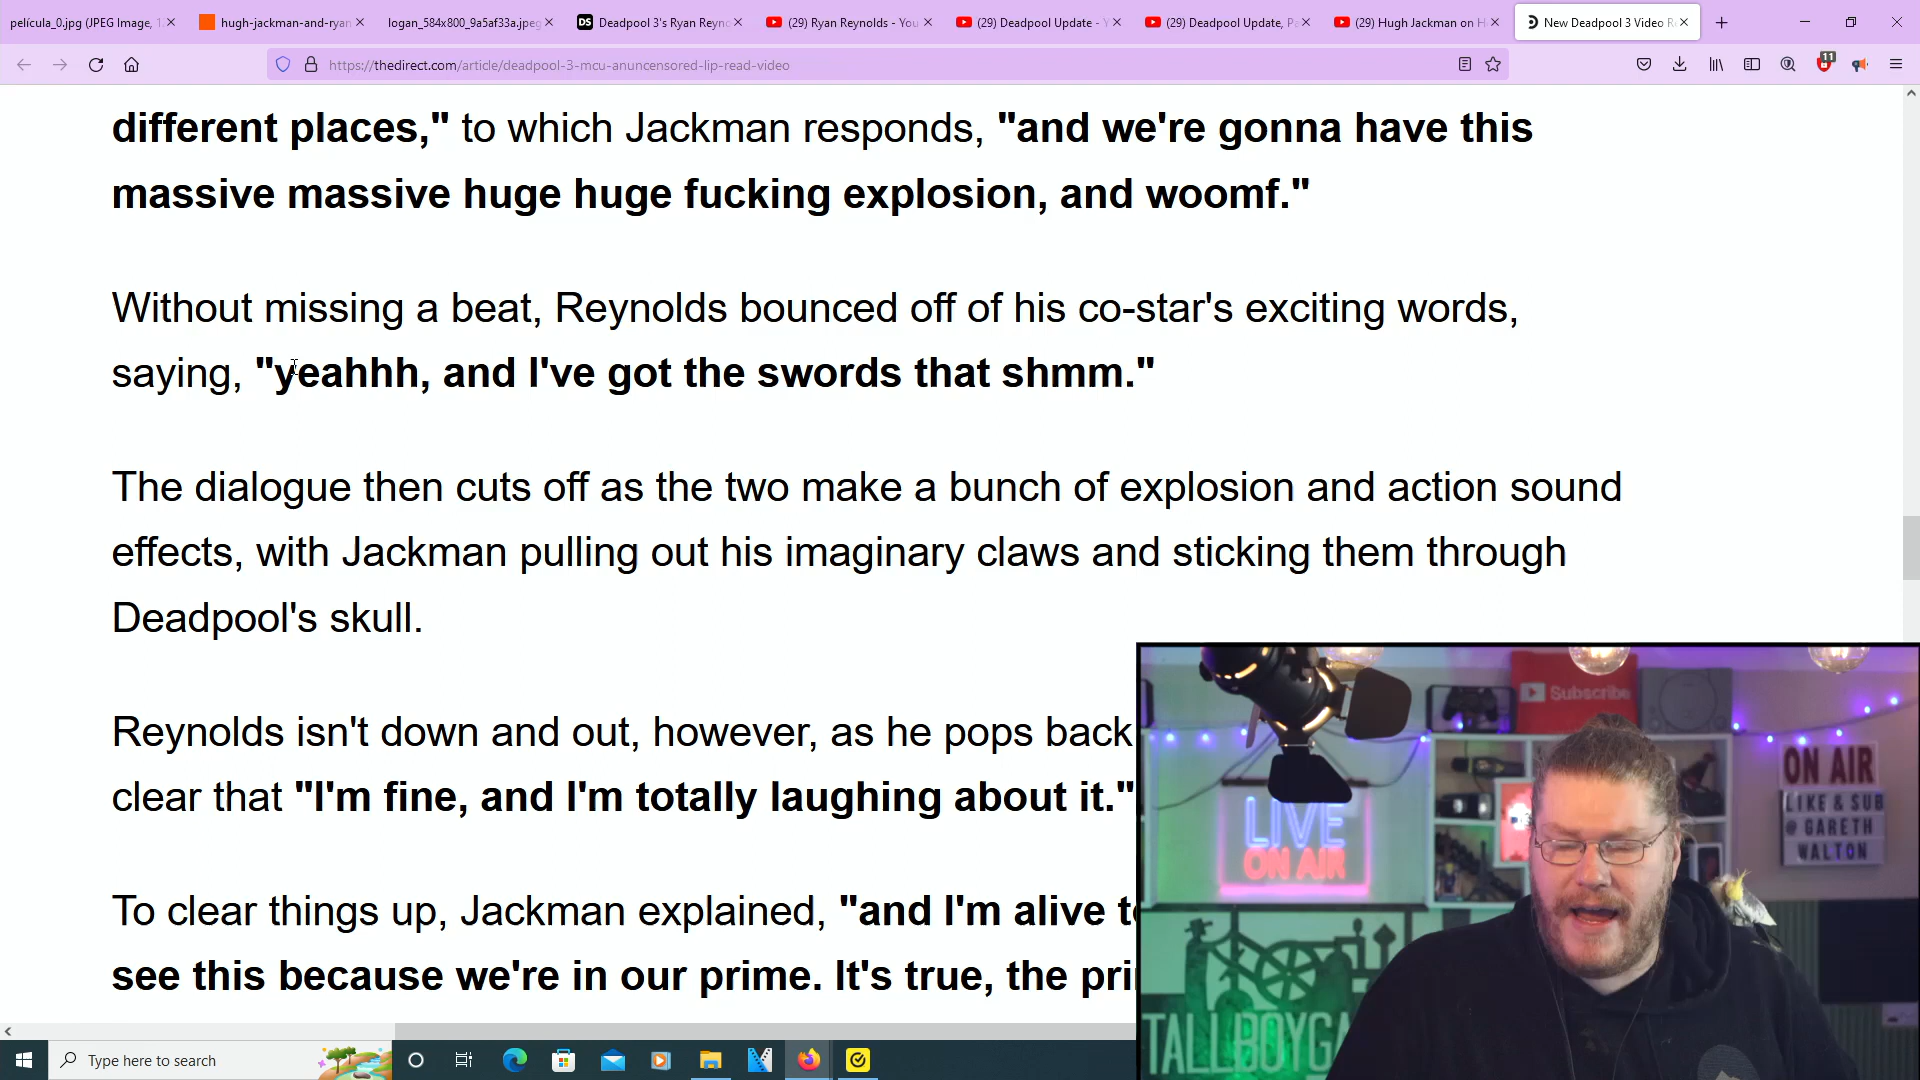 película_0.jpg (JPEG Image, 1
hugh-jackman-and-ryan
logan_584x800_9a5af33a.jpeg
DS Deadpool 3's Ryan Reyno
(29) Ryan Reynolds - You
(29) Deadpool Update - Y
(29) Deadpool Update, Pa
(29) Hugh Jackman on H
New Deadpool 3 Video R
https://thedirect.com/article/deadpool-3-mcu-anuncensored-lip-read-video
11
different places," to which Jackman responds, "and we're gonna have this
massive massive huge huge fucking explosion, and woomf."
Without missing a beat, Reynolds bounced off of his co-star's exciting words,
saying, "yeahhh, and I've got the swords that shmm."
The dialogue then cuts off as the two make a bunch of explosion and action sound
effects, with Jackman pulling out his imaginary claws and sticking them through
Deadpool's skull.
Reynolds isn't down and out, however, as he pops back
clear that "I'm fine, and I'm totally laughing about it."
To clear things up, Jackman explained, "and I'm alive
see this because we're in our prime. It's true, the
Subscribe
ON AIR
LIKE & SUB
@ GARETH
WALTON
LIVE
ON AIR
TALLBOYGA
Type here to search